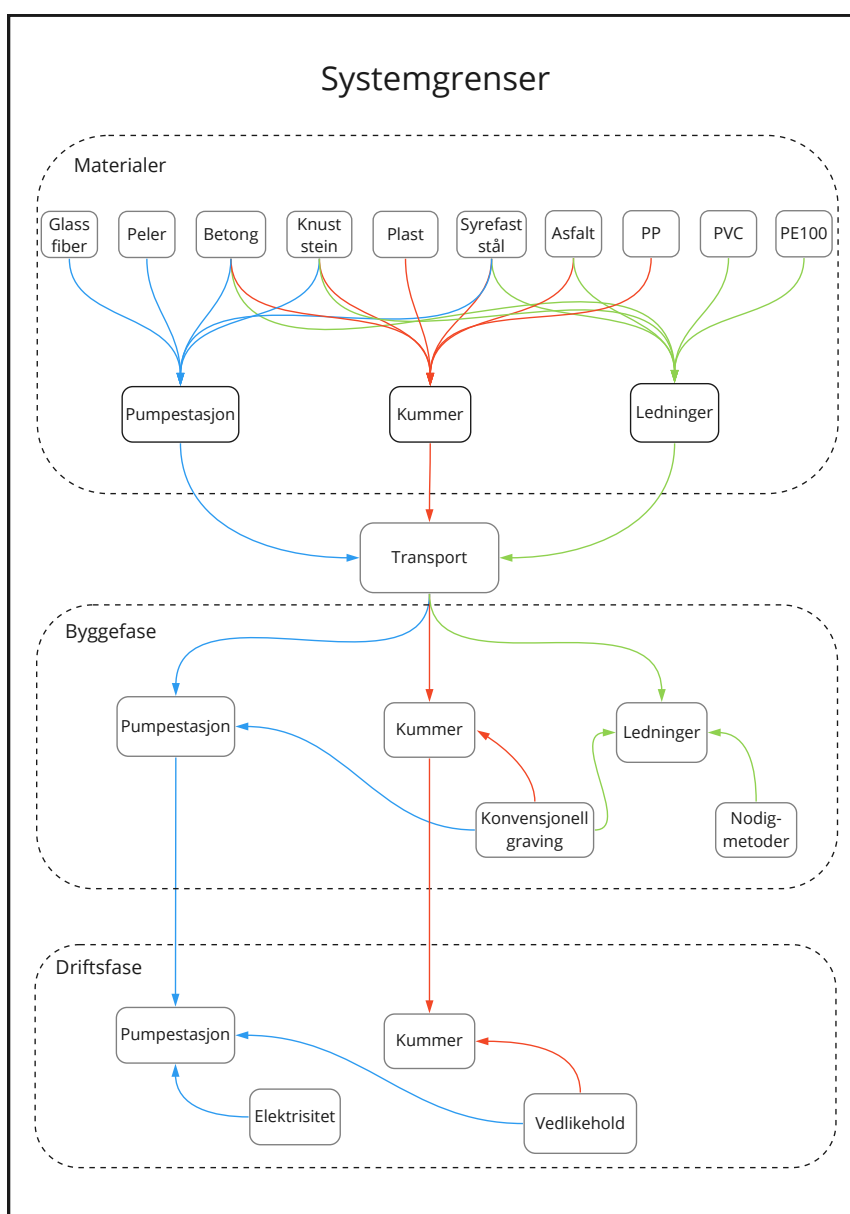 Systemgrenser
Materialer
Glass
fiber
Peler
Betong
Knust
stein
Plast
Syrefast
stål
Asfalt
PP
PVC
PE100
Pumpestasjon
Kummer
Ledninger
Transport
Byggefase
Pumpestasjon
Kummer
Ledninger
Konvensjonell
graving
Nodig-
metoder
Driftsfase
Pumpestasjon
Kummer
Elektrisitet
Vedlikehold